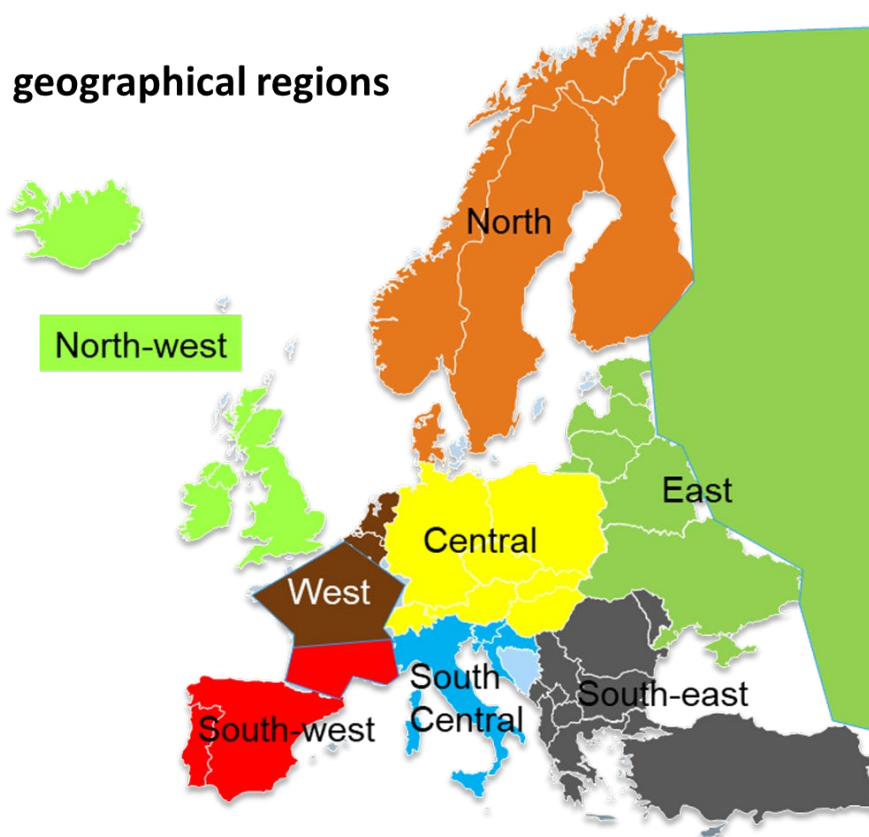 geographical regions
North
North-west
East
Central
West
South
Central
South-east
South-west